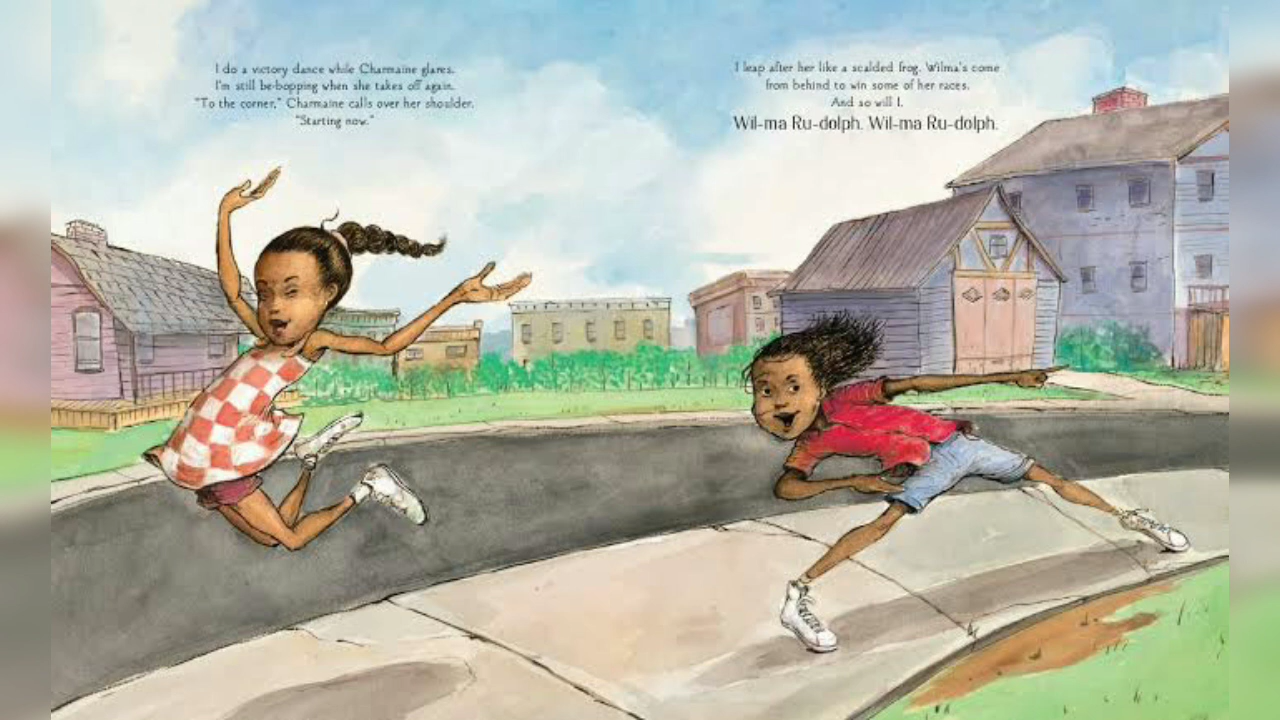 I do a victory dance while Charmaine glares.
I'm still be-bopping when she takes off again.
"To the corner," Charmaine calls over her shoulder.
"Starting now."
I leap after her like a scalded frog. Wilma's come
from behind to win some of her races.
And so will I.
Wil-ma Ru-dolph. Wil-ma Ru-dolph.